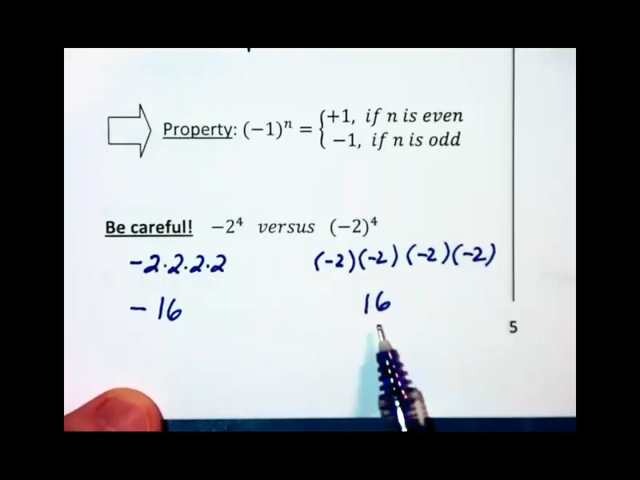 Property: (−1)ⁿ = { +1, if n is even
−1, if n is odd
Be careful! −2⁴ versus (−2)⁴
-2·2·2·2 (-2)(-2)(-2)(-2)
-16 16
5